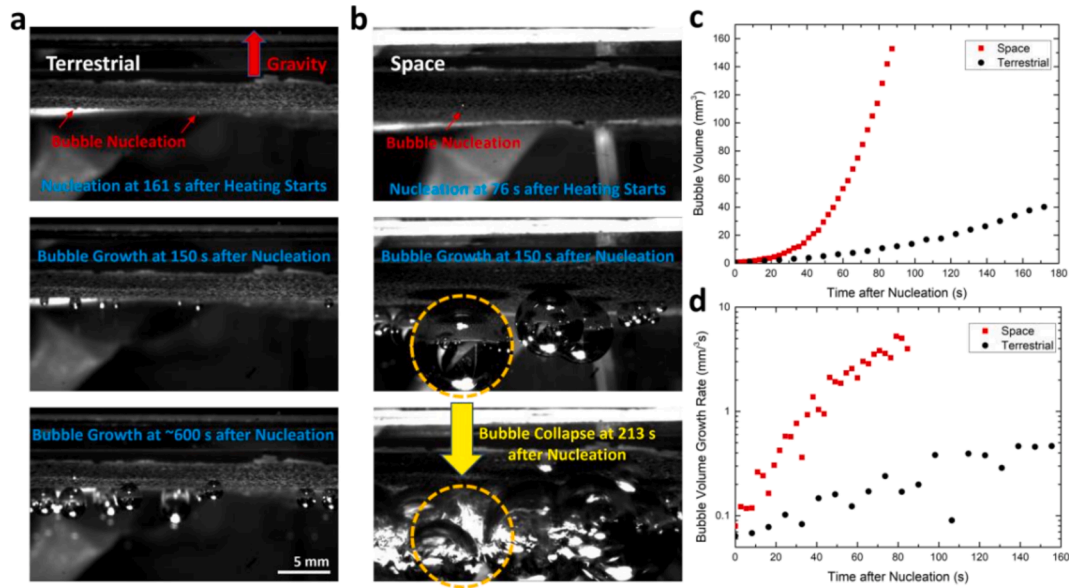 a
Terrestrial
Gravity
Bubble Nucleation
Nucleation at 161 s after Heating Starts
Bubble Growth at 150 s after Nucleation
Bubble Growth at ~600 s after Nucleation
5 mm
b
Space
Bubble Nucleation
Nucleation at 76 s after Heating Starts
Bubble Growth at 150 s after Nucleation
Bubble Collapse at 213 s
after Nucleation
c
Bubble Volume (mm³)
160
140
120
100
80
60
40
20
0
Space
Terrestrial
0 20 40 60 80 100 120 140 160 180
Time after Nucleation (s)
d
Bubble Volume Growth Rate (mm³/s)
10
1
0.1
Space
Terrestrial
0 20 40 60 80 100 120 140 160
Time after Nucleation (s)